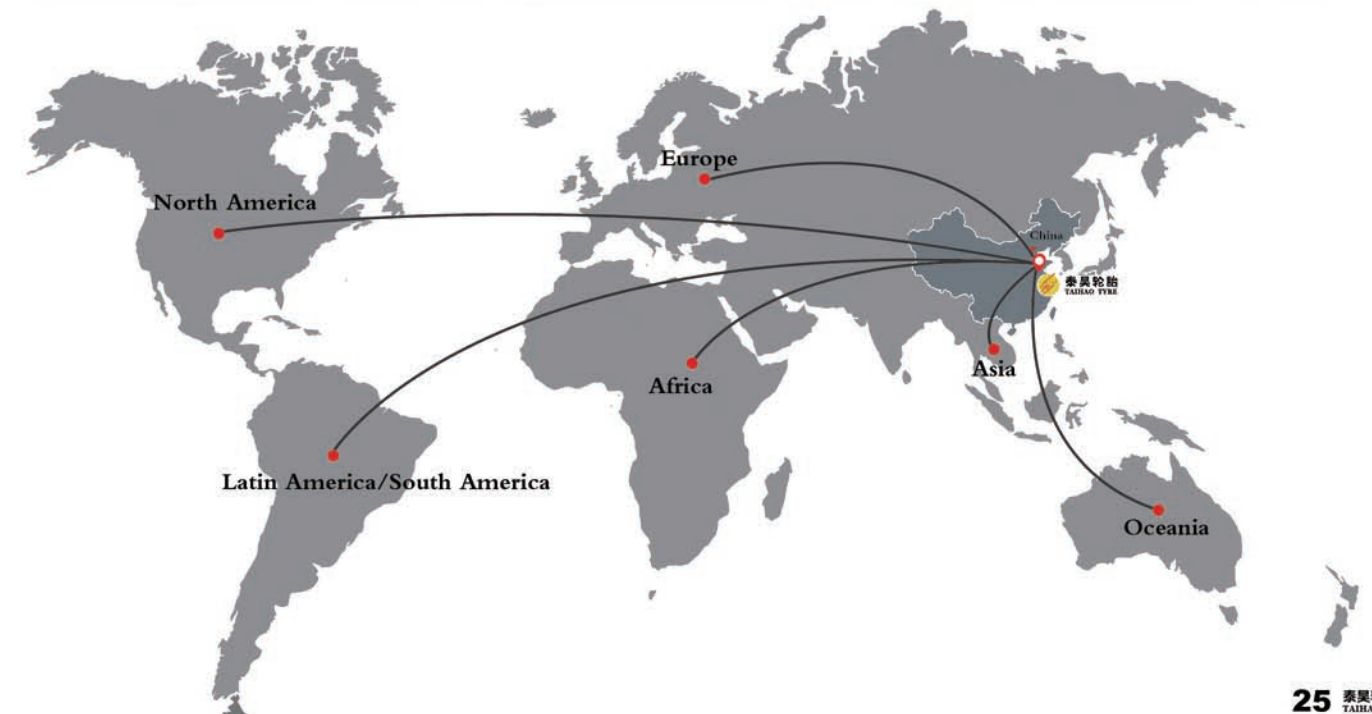 Europe
North America
China
泰昊轮胎
TAIHAO TYRE
Asia
Africa
Latin America/South America
Oceania
25 泰昊
TAIHA